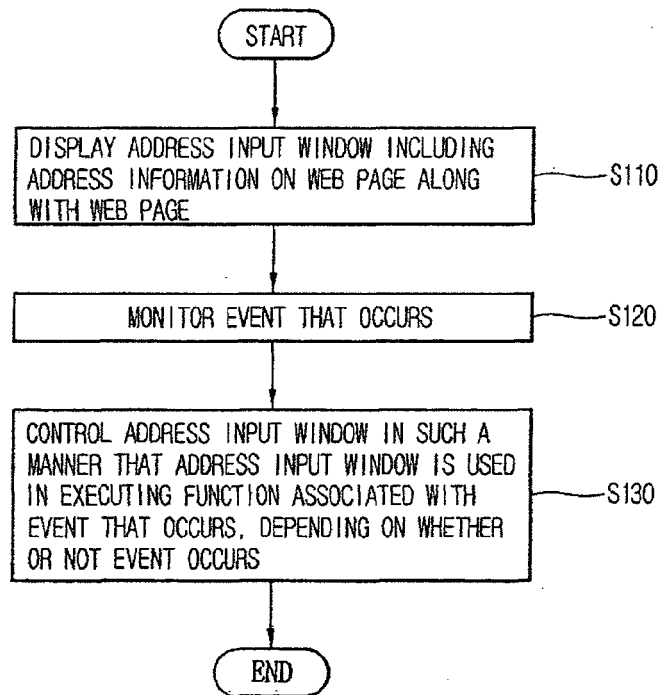 START
DISPLAY ADDRESS INPUT WINDOW INCLUDING
ADDRESS INFORMATION ON WEB PAGE ALONG
WITH WEB PAGE
S110
MONITOR EVENT THAT OCCURS
S120
CONTROL ADDRESS INPUT WINDOW IN SUCH A
MANNER THAT ADDRESS INPUT WINDOW IS USED
IN EXECUTING FUNCTION ASSOCIATED WITH
EVENT THAT OCCURS, DEPENDING ON WHETHER
OR NOT EVENT OCCURS
S130
END